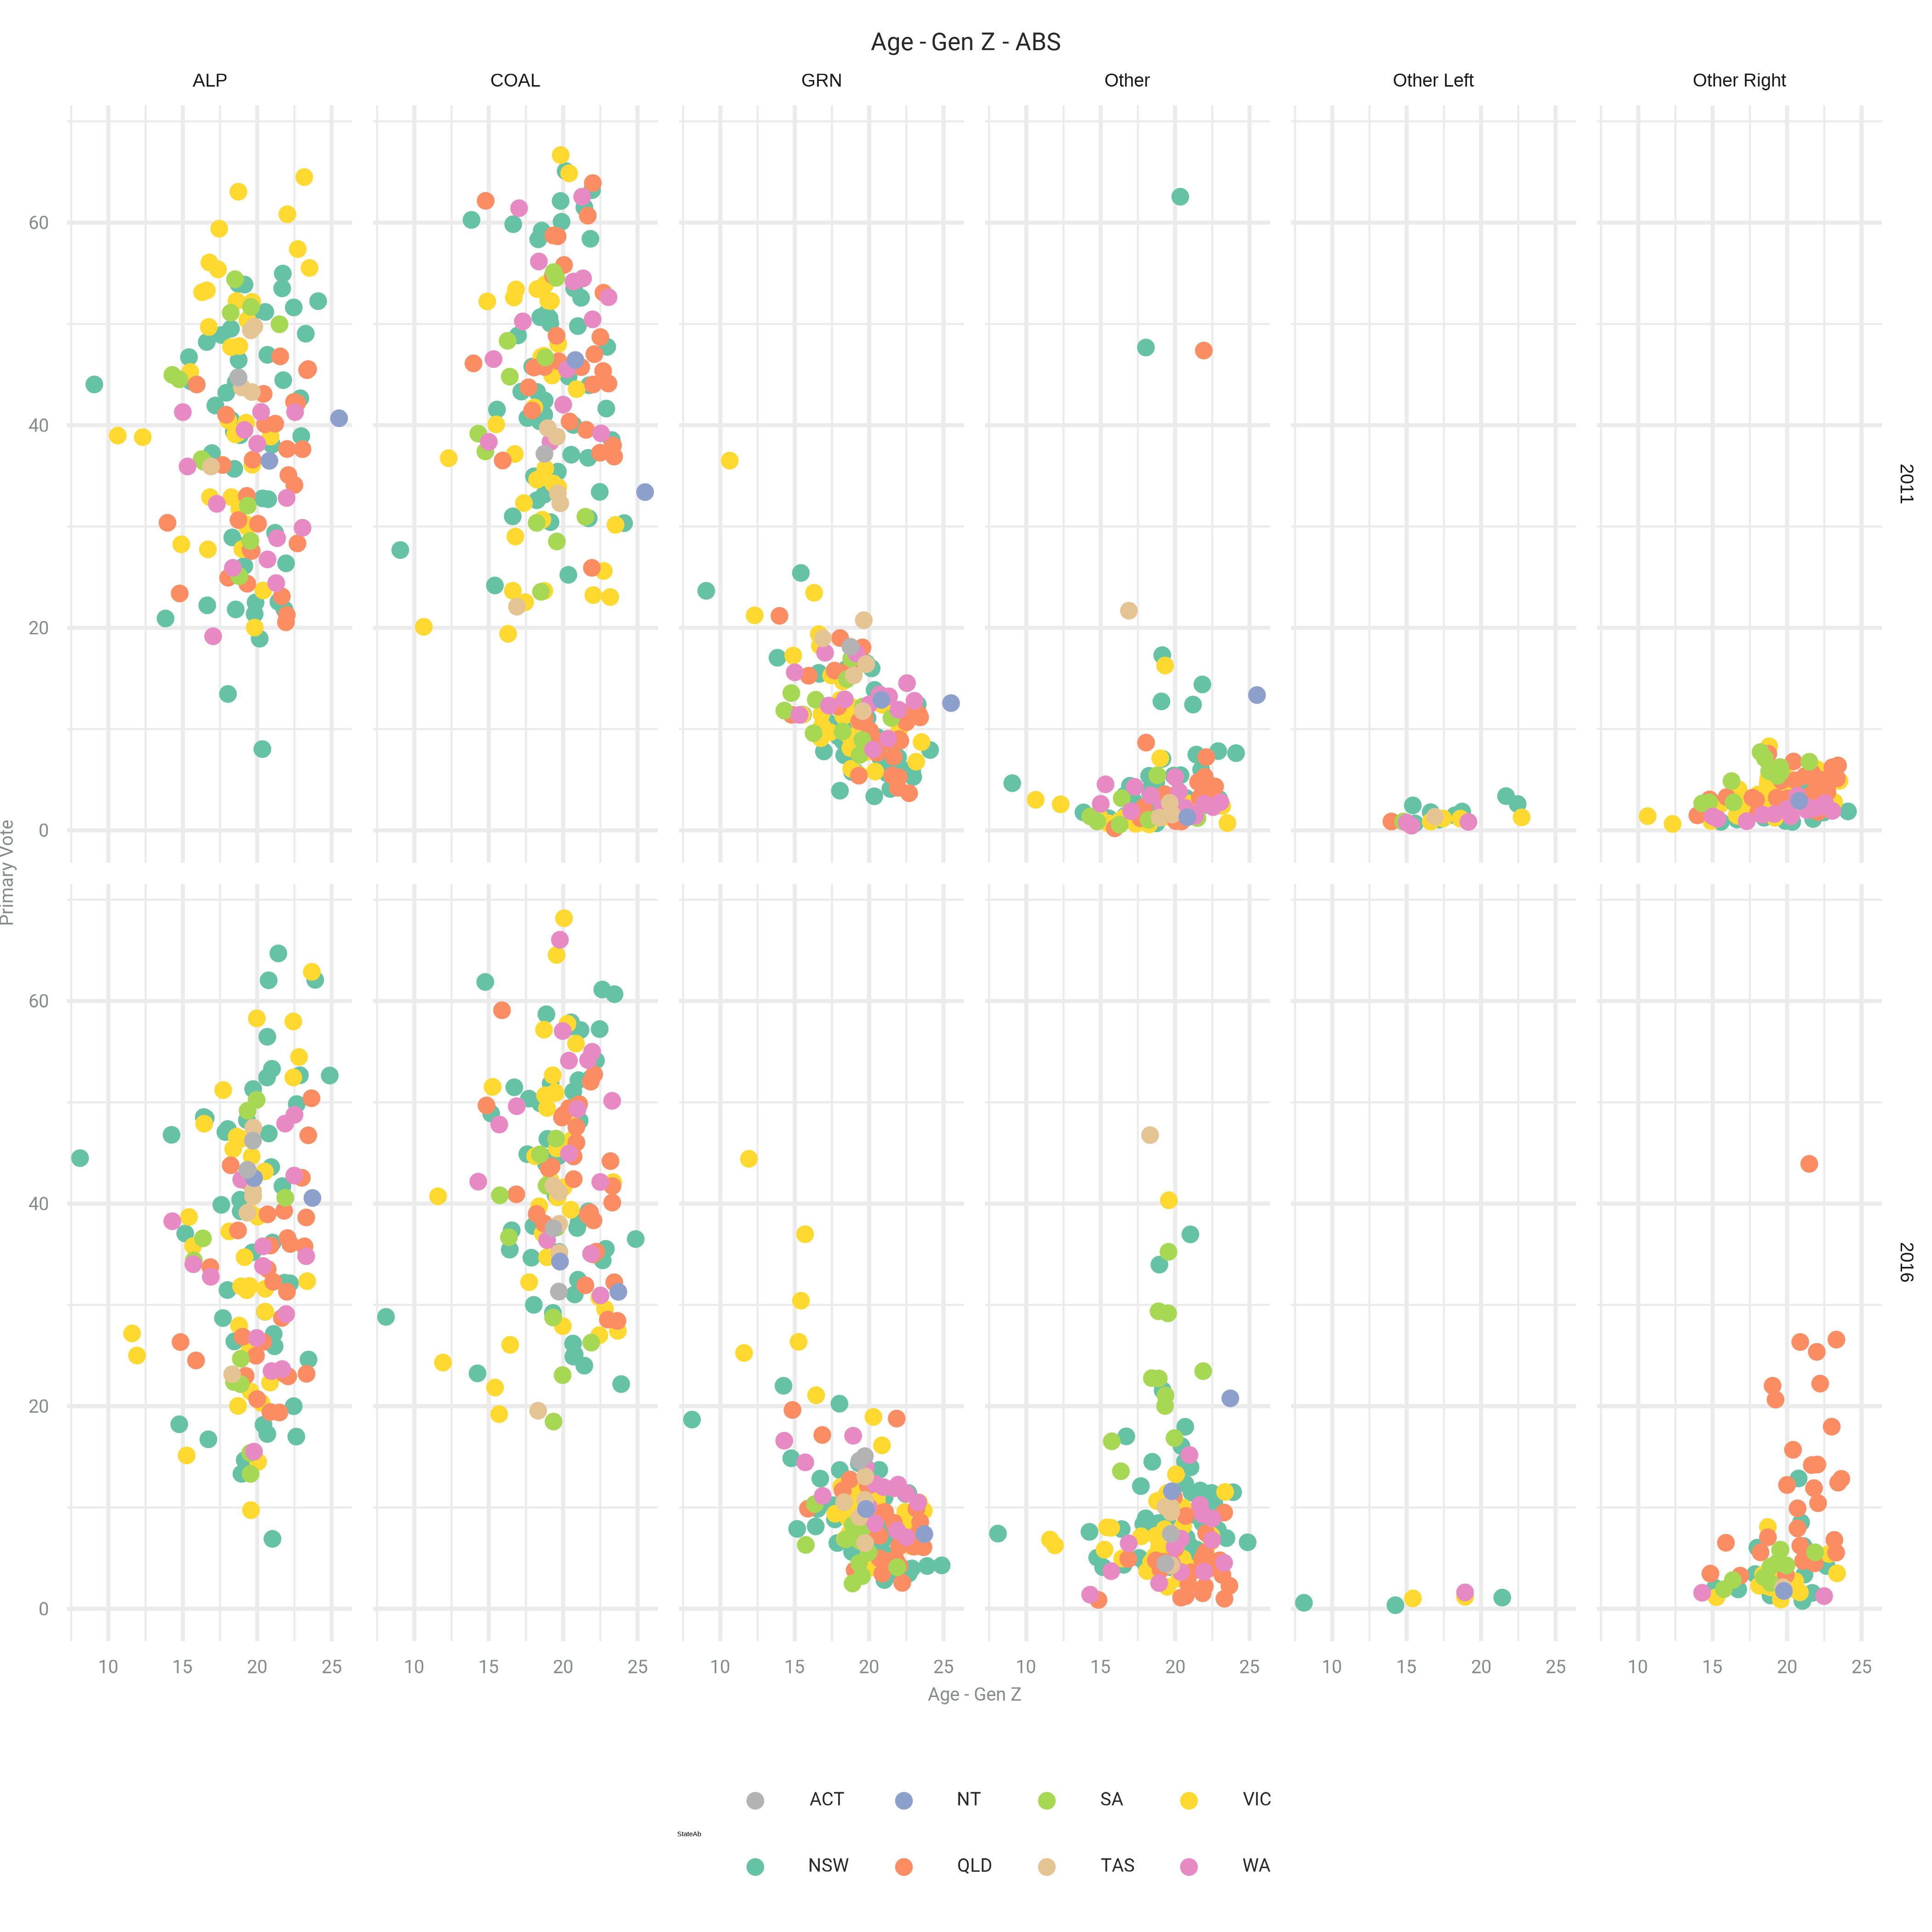 Age - Gen Z - ABS
ALP COAL GRN Other Other Left Other Right
60
40
20
0
2011
Primary Vote
60
40
20
0
2016
10 15 20 25 10 15 20 25 10 15 20 25 10 15 20 25 10 15 20 25 10 15 20 25
Age - Gen Z
ACT NT SA VIC
StateAb
NSW QLD TAS WA